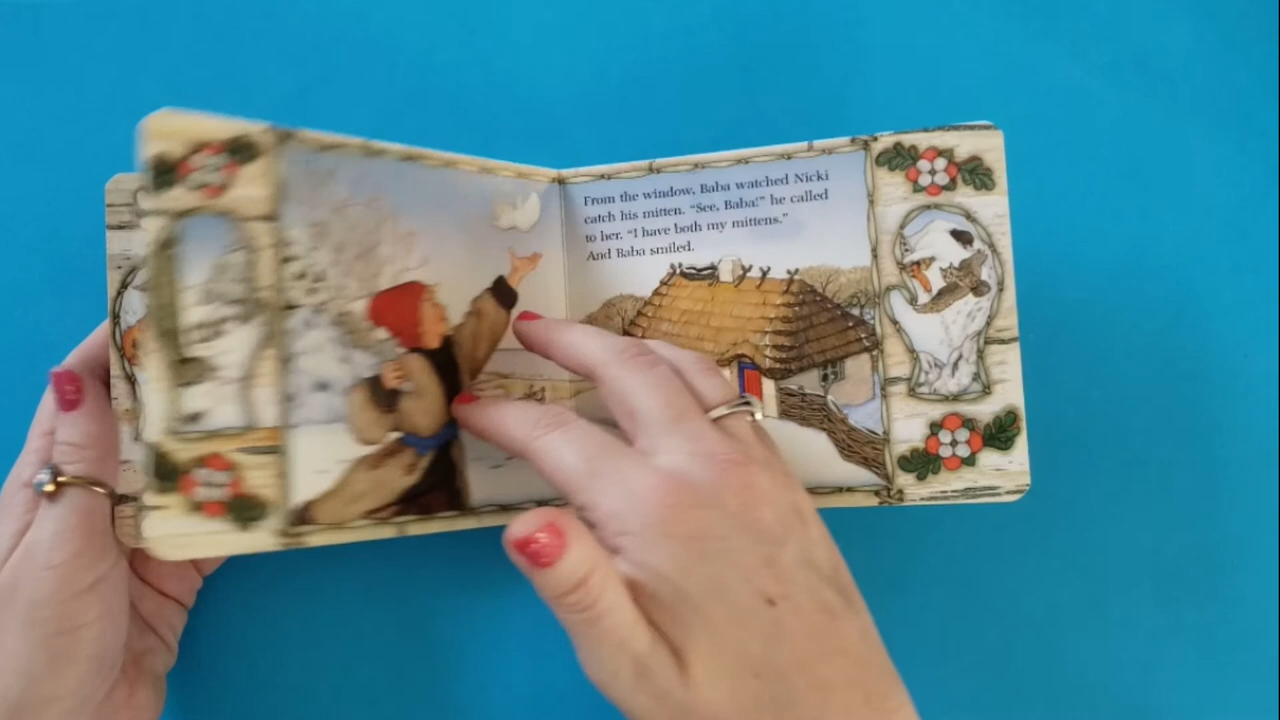 From the window, Baba watched Nicki
catch his mitten. "See, Baba!" he called
to her. "I have both my mittens."
And Baba smiled.